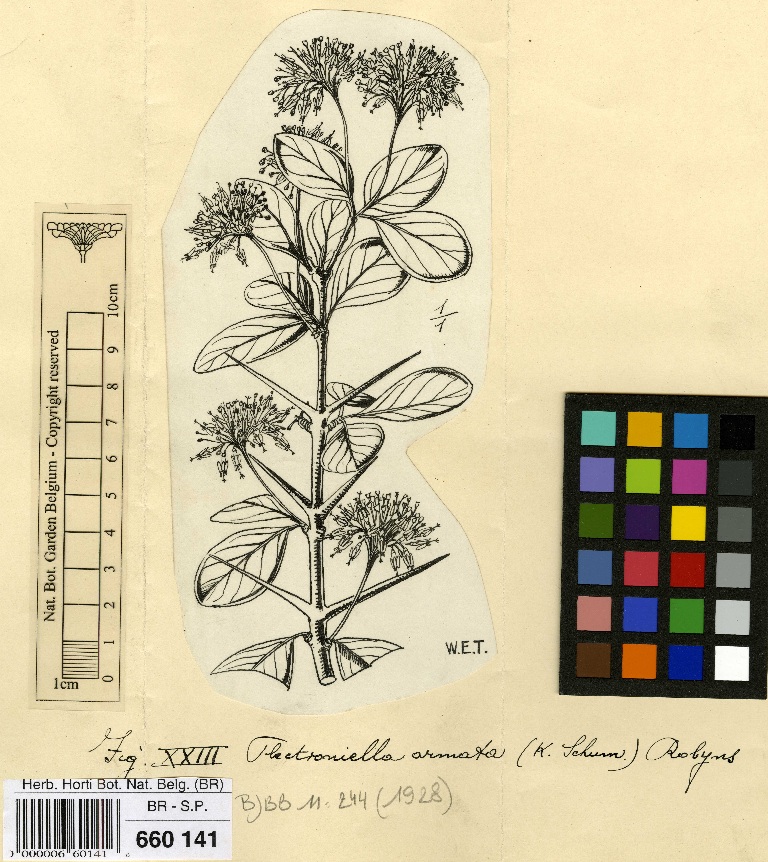 1/1
W.E.T.
Nat. Bot. Garden Belgium - Copyright reserved
10cm
9
8
7
6
5
4
3
2
1
0
1cm
Fig. XXIII Plectroniella armata (K. Schum.) Robyns
Herb. Horti Bot. Nat. Belg. (BR)
BR - S.P.
660 141
0000006 60141
BJBB 11: 244 (1928)